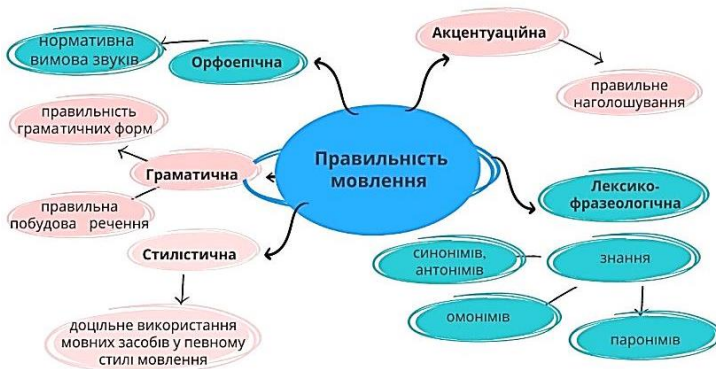 нормативна
вимова звуків
Орфоепічна
Акцентуаційна
правильне
наголошування
правильність
граматичних форм
Граматична
правильна
побудова речення
Правильність
мовлення
Лексико-
фразеологічна
Стилістична
синонімів,
антонімів
знання
омонімів
паронімів
доцільне використання
мовних засобів у певному
стилі мовлення